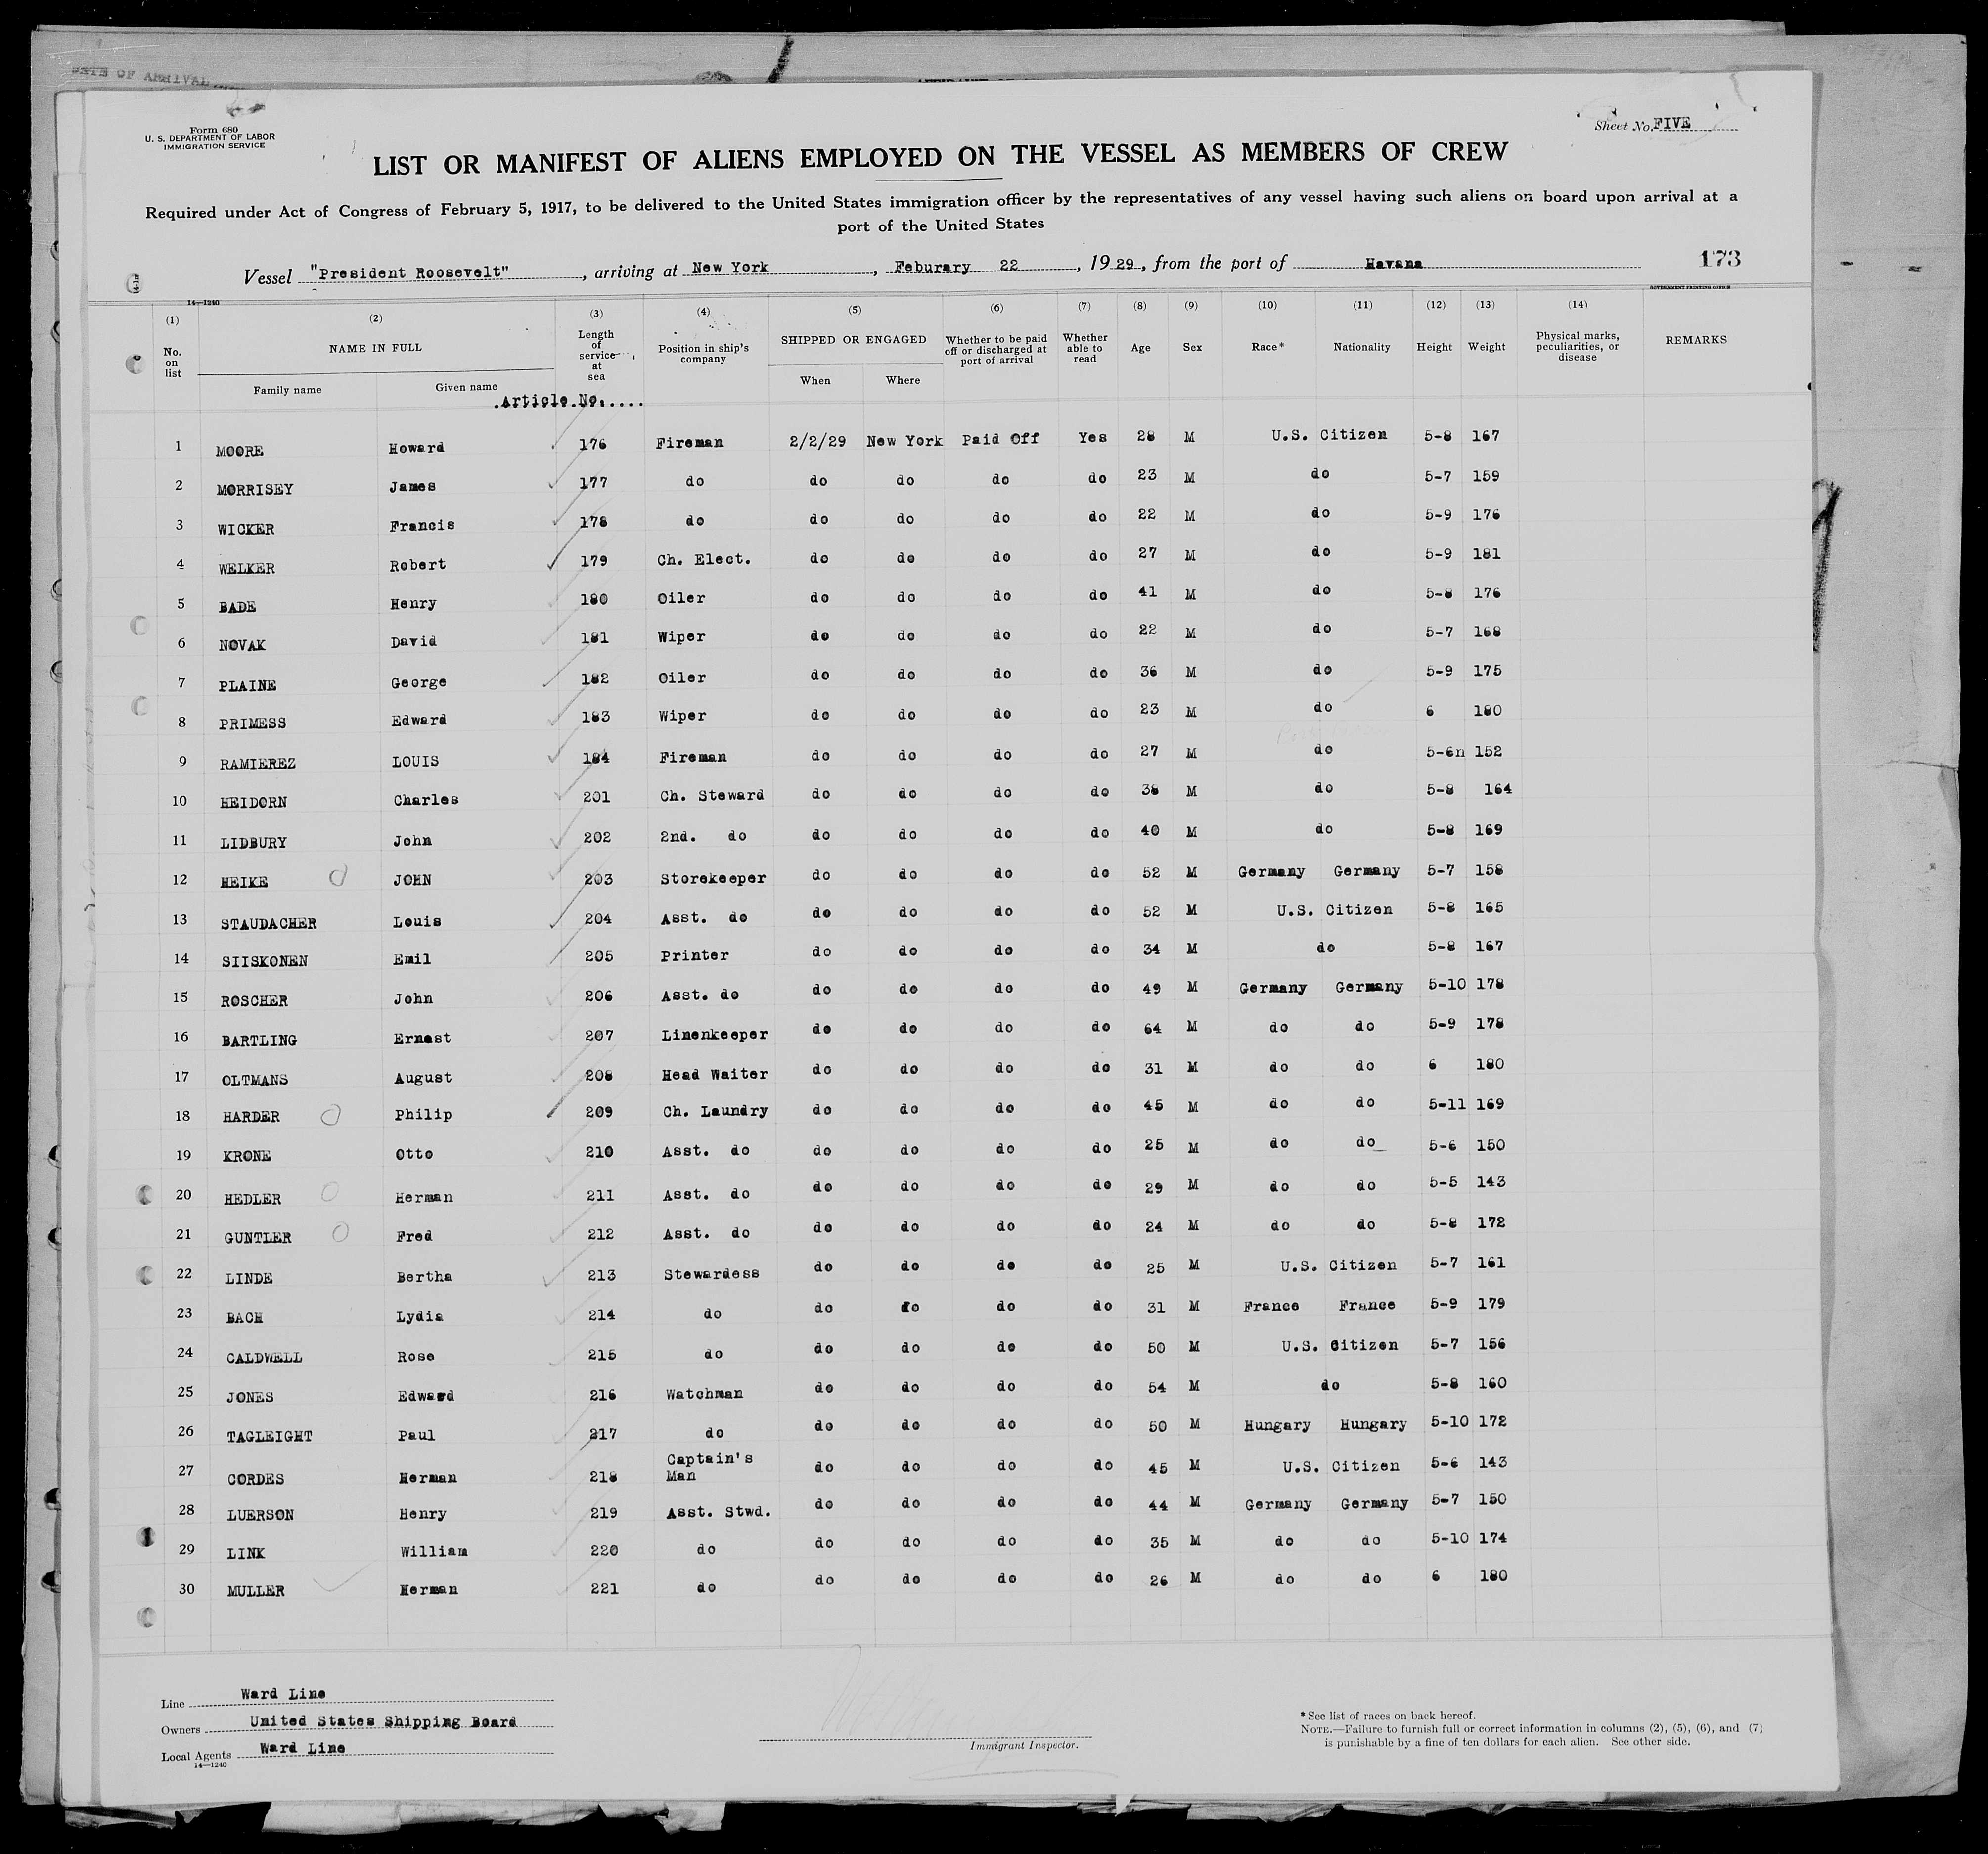 DATE OF ARRIVAL
Form 680
U. S. DEPARTMENT OF LABOR
IMMIGRATION SERVICE
Sheet No. FIVE
LIST OR MANIFEST OF ALIENS EMPLOYED ON THE VESSEL AS MEMBERS OF CREW
Required under Act of Congress of February 5, 1917, to be delivered to the United States immigration officer by the representatives of any vessel having such aliens on board upon arrival at a
port of the United States
Vessel "President Roosevelt", arriving at New York, Feburary 22, 1929, from the port of Havana 173
14—1240 GOVERNMENT PRINTING OFFICE
(1) (2) (3) (4) (5) (6) (7) (8) (9) (10) (11) (12) (13) (14)
No. on list NAME IN FULL Length of service at sea Position in ship's company SHIPPED OR ENGAGED Whether to be paid off or discharged at port of arrival Whether able to read Age Sex Race* Nationality Height Weight Physical marks, peculiarities, or disease REMARKS
Family name Given name When Where
Article No.
1 MOORE Howard 176 Fireman 2/2/29 New York Paid Off Yes 28 M U.S. Citizen 5-8 167
2 MORRISEY James 177 do do do do do 23 M do 5-7 159
3 WICKER Francis 178 do do do do do 22 M do 5-9 176
4 WELKER Robert 179 Ch. Elect. do do do do 27 M do 5-9 181
5 BADE Henry 180 Oiler do do do do 41 M do 5-8 176
6 NOVAK David 181 Wiper do do do do 22 M do 5-7 168
7 PLAINE George 182 Oiler do do do do 36 M do 5-9 175
8 PRIMESS Edward 183 Wiper do do do do 23 M do 6 180
9 RAMIEREZ LOUIS 184 Fireman do do do do 27 M do 5-6n 152
10 HEIDORN Charles 201 Ch. Steward do do do do 38 M do 5-8 164
11 LIDBURY John 202 2nd. do do do do do 40 M do 5-8 169
12 HEIKE JOHN 203 Storekeeper do do do do 52 M Germany Germany 5-7 158
13 STAUDACHER Louis 204 Asst. do do do do do 52 M U.S. Citizen 5-8 165
14 SIISKONEN Emil 205 Printer do do do do 34 M do 5-8 167
15 ROSCHER John 206 Asst. do do do do do 49 M Germany Germany 5-10 178
16 BARTLING Ernest 207 Linenkeeper do do do do 64 M do do 5-9 178
17 OLTMANS August 208 Head Waiter do do do do 31 M do do 6 180
18 HARDER Philip 209 Ch. Laundry do do do do 45 M do do 5-11 169
19 KRONE Otto 210 Asst. do do do do do 25 M do do 5-6 150
20 HEDLER Herman 211 Asst. do do do do do 29 M do do 5-5 143
21 GUNTLER Fred 212 Asst. do do do do do 24 M do do 5-8 172
22 LINDE Bertha 213 Stewardess do do do do 25 M U.S. Citizen 5-7 161
23 BACH Lydia 214 do do do do do 31 M France France 5-9 179
24 CALDWELL Rose 215 do do do do do 50 M U.S. Citizen 5-7 156
25 JONES Edward 216 Watchman do do do do 54 M do 5-8 160
26 TAGLEIGHT Paul 217 do do do do do 50 M Hungary Hungary 5-10 172
27 CORDES Herman 218 Captain's Man do do do do 45 M U.S. Citizen 5-6 143
28 LUERSON Henry 219 Asst. Stwd. do do do do 44 M Germany Germany 5-7 150
29 LINK William 220 do do do do do 35 M do do 5-10 174
30 MULLER Herman 221 do do do do do 26 M do do 6 180
Line Ward Line
Owners United States Shipping Board
Local Agents Ward Line
14—1240
Immigrant Inspector.
* See list of races on back hereof.
NOTE.—Failure to furnish full or correct information in columns (2), (5), (6), and (7)
is punishable by a fine of ten dollars for each alien. See other side.